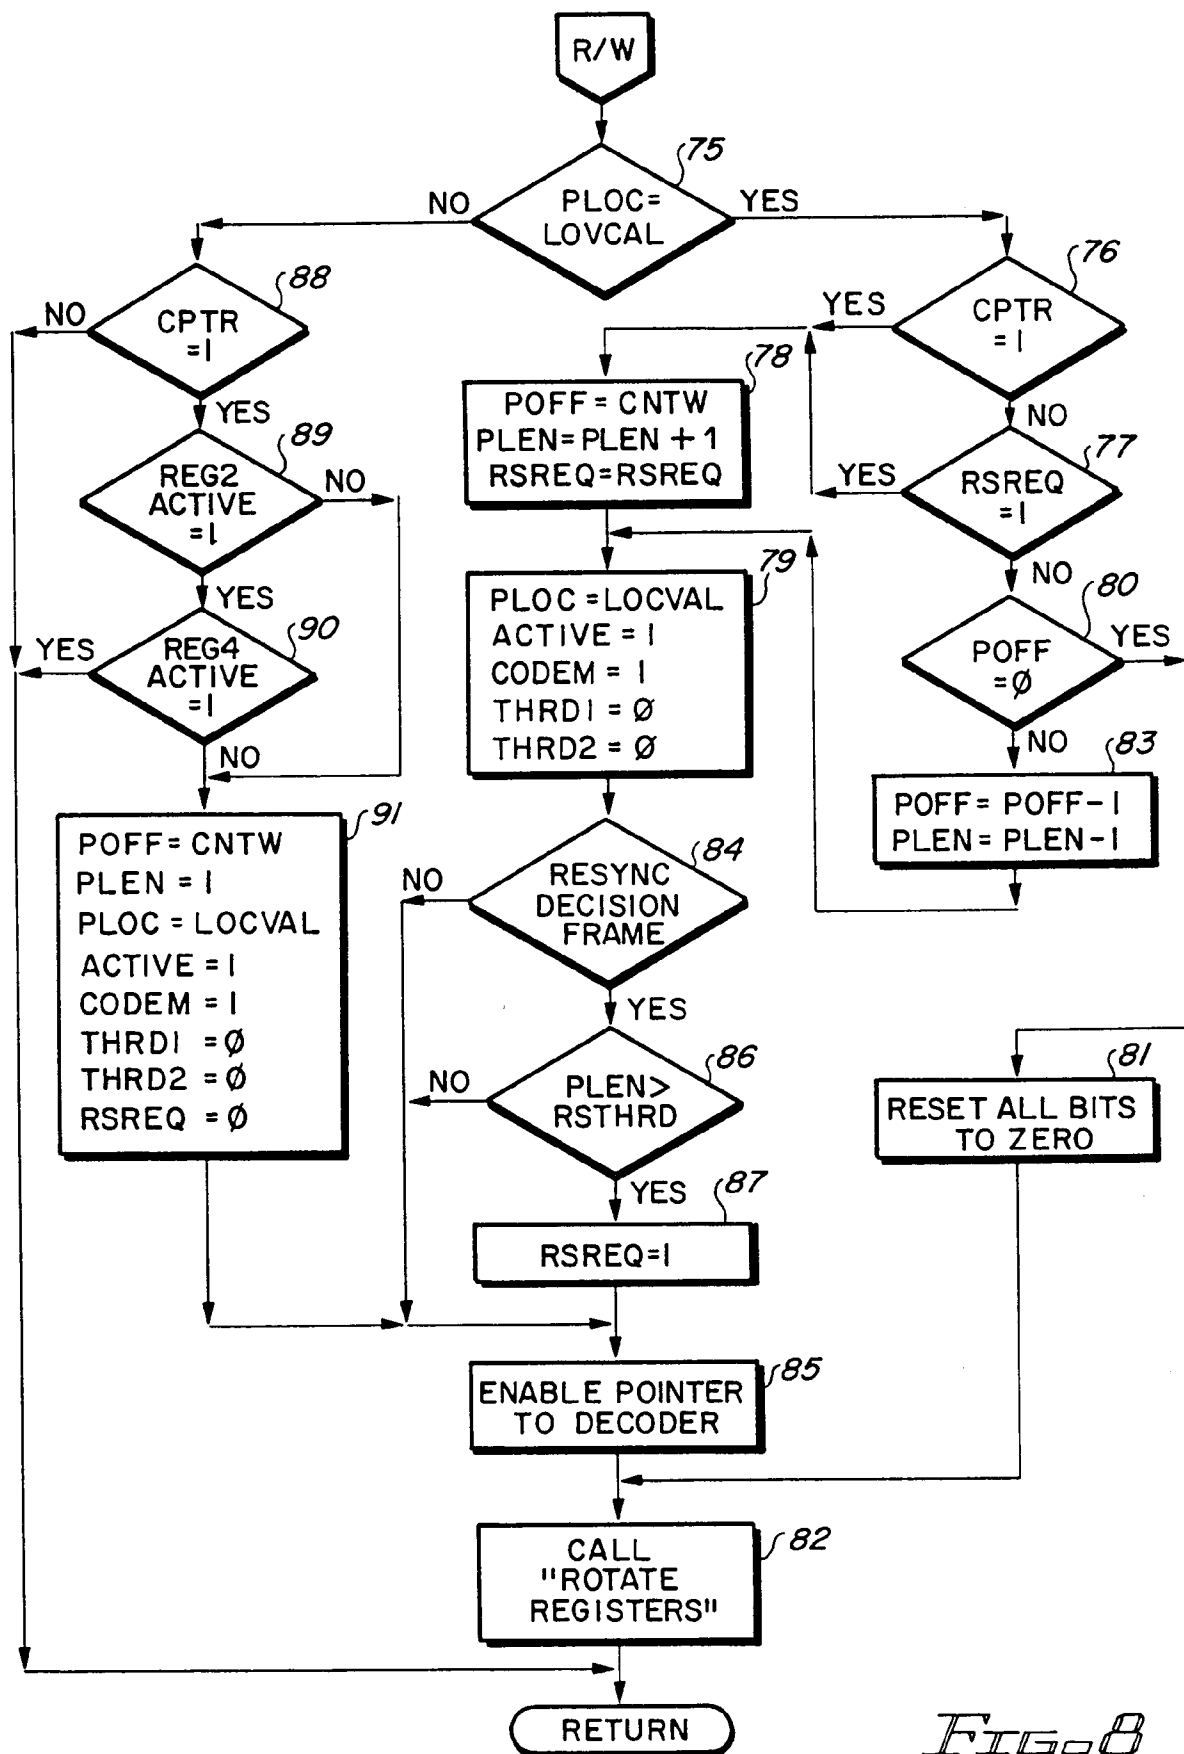 R/W
75
PLOC=
LOVCAL
NO
YES
88
CPTR
=1
NO
YES
76
CPTR
=1
YES
NO
78
POFF=CNTW
PLEN=PLEN+1
RSREQ=RSREQ
89
REG2
ACTIVE
=1
NO
YES
77
RSREQ
=1
YES
NO
79
PLOC=LOCVAL
ACTIVE=1
CODEM=1
THRD1=Ø
THRD2=Ø
90
REG4
ACTIVE
=1
YES
NO
80
POFF
=Ø
YES
NO
83
POFF=POFF-1
PLEN=PLEN-1
91
POFF=CNTW
PLEN=1
PLOC=LOCVAL
ACTIVE=1
CODEM=1
THRD1=Ø
THRD2=Ø
RSREQ=Ø
84
RESYNC
DECISION
FRAME
NO
YES
86
PLEN>
RSTHRD
NO
YES
81
RESET ALL BITS
TO ZERO
87
RSREQ=1
85
ENABLE POINTER
TO DECODER
82
CALL
"ROTATE
REGISTERS"
RETURN
FIG-8